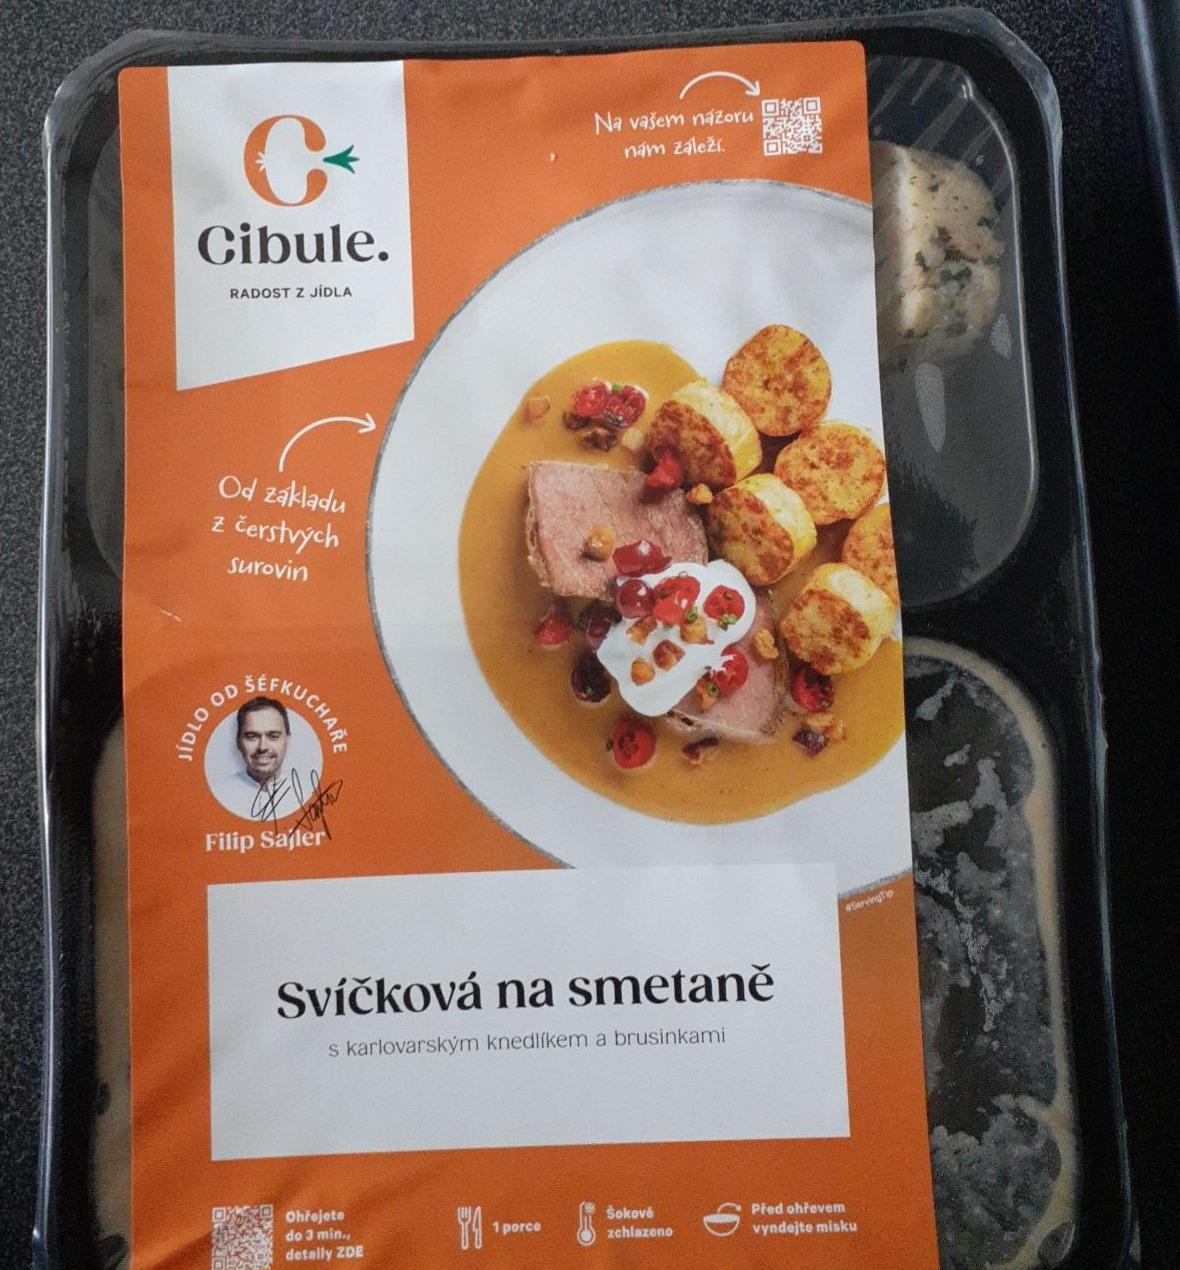 Na vašem názoru
nám záleží.
Cibule.
RADOST Z JÍDLA
Od základu
z čerstvých
surovin
JÍDLO OD ŠÉFKUCHAŘE
Filip Sajler
#ServingTip
Svíčková na smetaně
s karlovarským knedlíkem a brusinkami
Ohřejete
do 3 min.,
detaily ZDE
1 porce
Šokově
zchlazeno
Před ohřevem
vyndejte misku